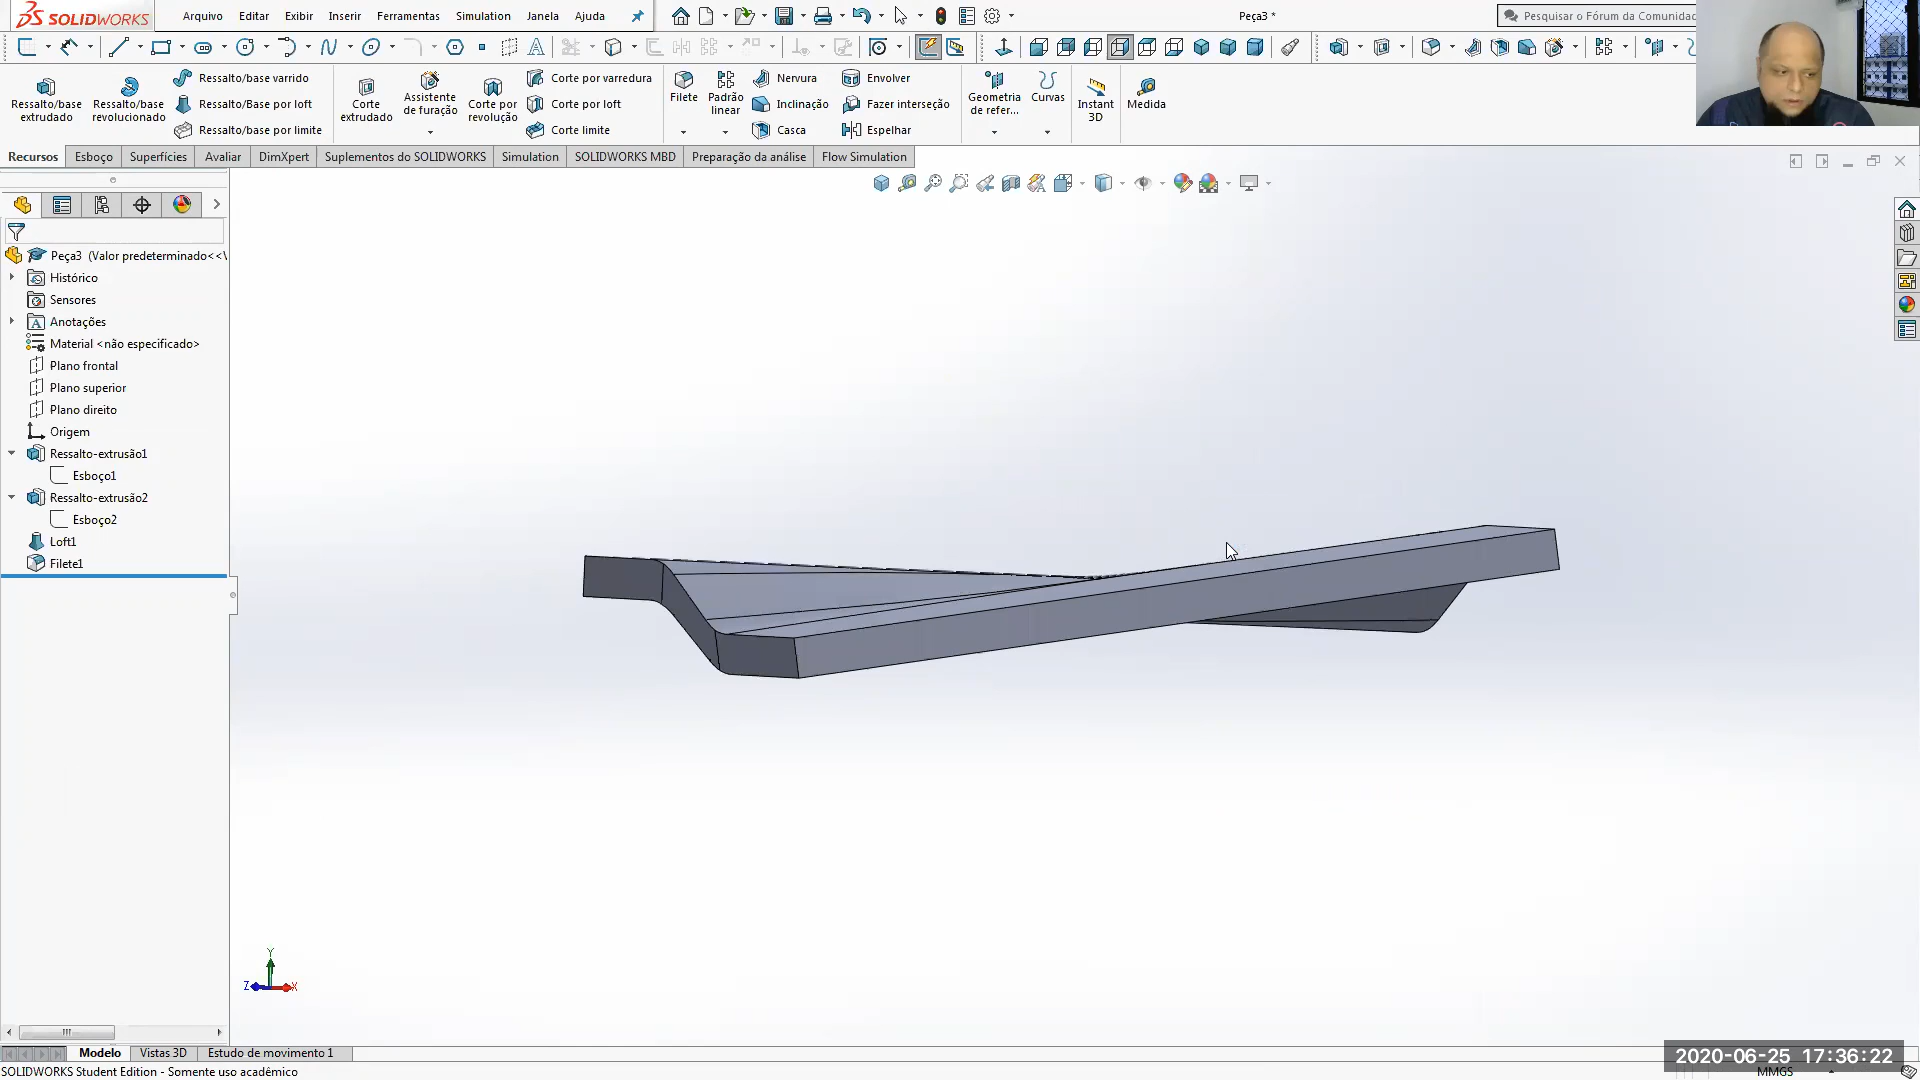 SOLIDWORKS
Arquivo Editar Exibir Inserir Ferramentas Simulation Janela Ajuda
Peça3 *
Pesquisar o Fórum da Comunidac
Ressalto/base extrudado
Ressalto/base revolucionado
Ressalto/base varrido
Ressalto/Base por loft
Ressalto/base por limite
Corte extrudado
Assistente de furação
Corte por revolução
Corte por varredura
Corte por loft
Corte limite
Filete
Padrão linear
Nervura
Inclinação
Casca
Envolver
Fazer interseção
Espelhar
Geometria de refer...
Curvas
Instant 3D
Medida
Recursos Esboço Superfícies Avaliar DimXpert Suplementos do SOLIDWORKS Simulation SOLIDWORKS MBD Preparação da análise Flow Simulation
Peça3 (Valor predeterminado<<\
Histórico
Sensores
Anotações
Material <não especificado>
Plano frontal
Plano superior
Plano direito
Origem
Ressalto-extrusão1
Esboço1
Ressalto-extrusão2
Esboço2
Loft1
Filete1
Y
Z X
Modelo Vistas 3D Estudo de movimento 1
2020-06-25 17:36:22
SOLIDWORKS Student Edition - Somente uso acadêmico
MMGS